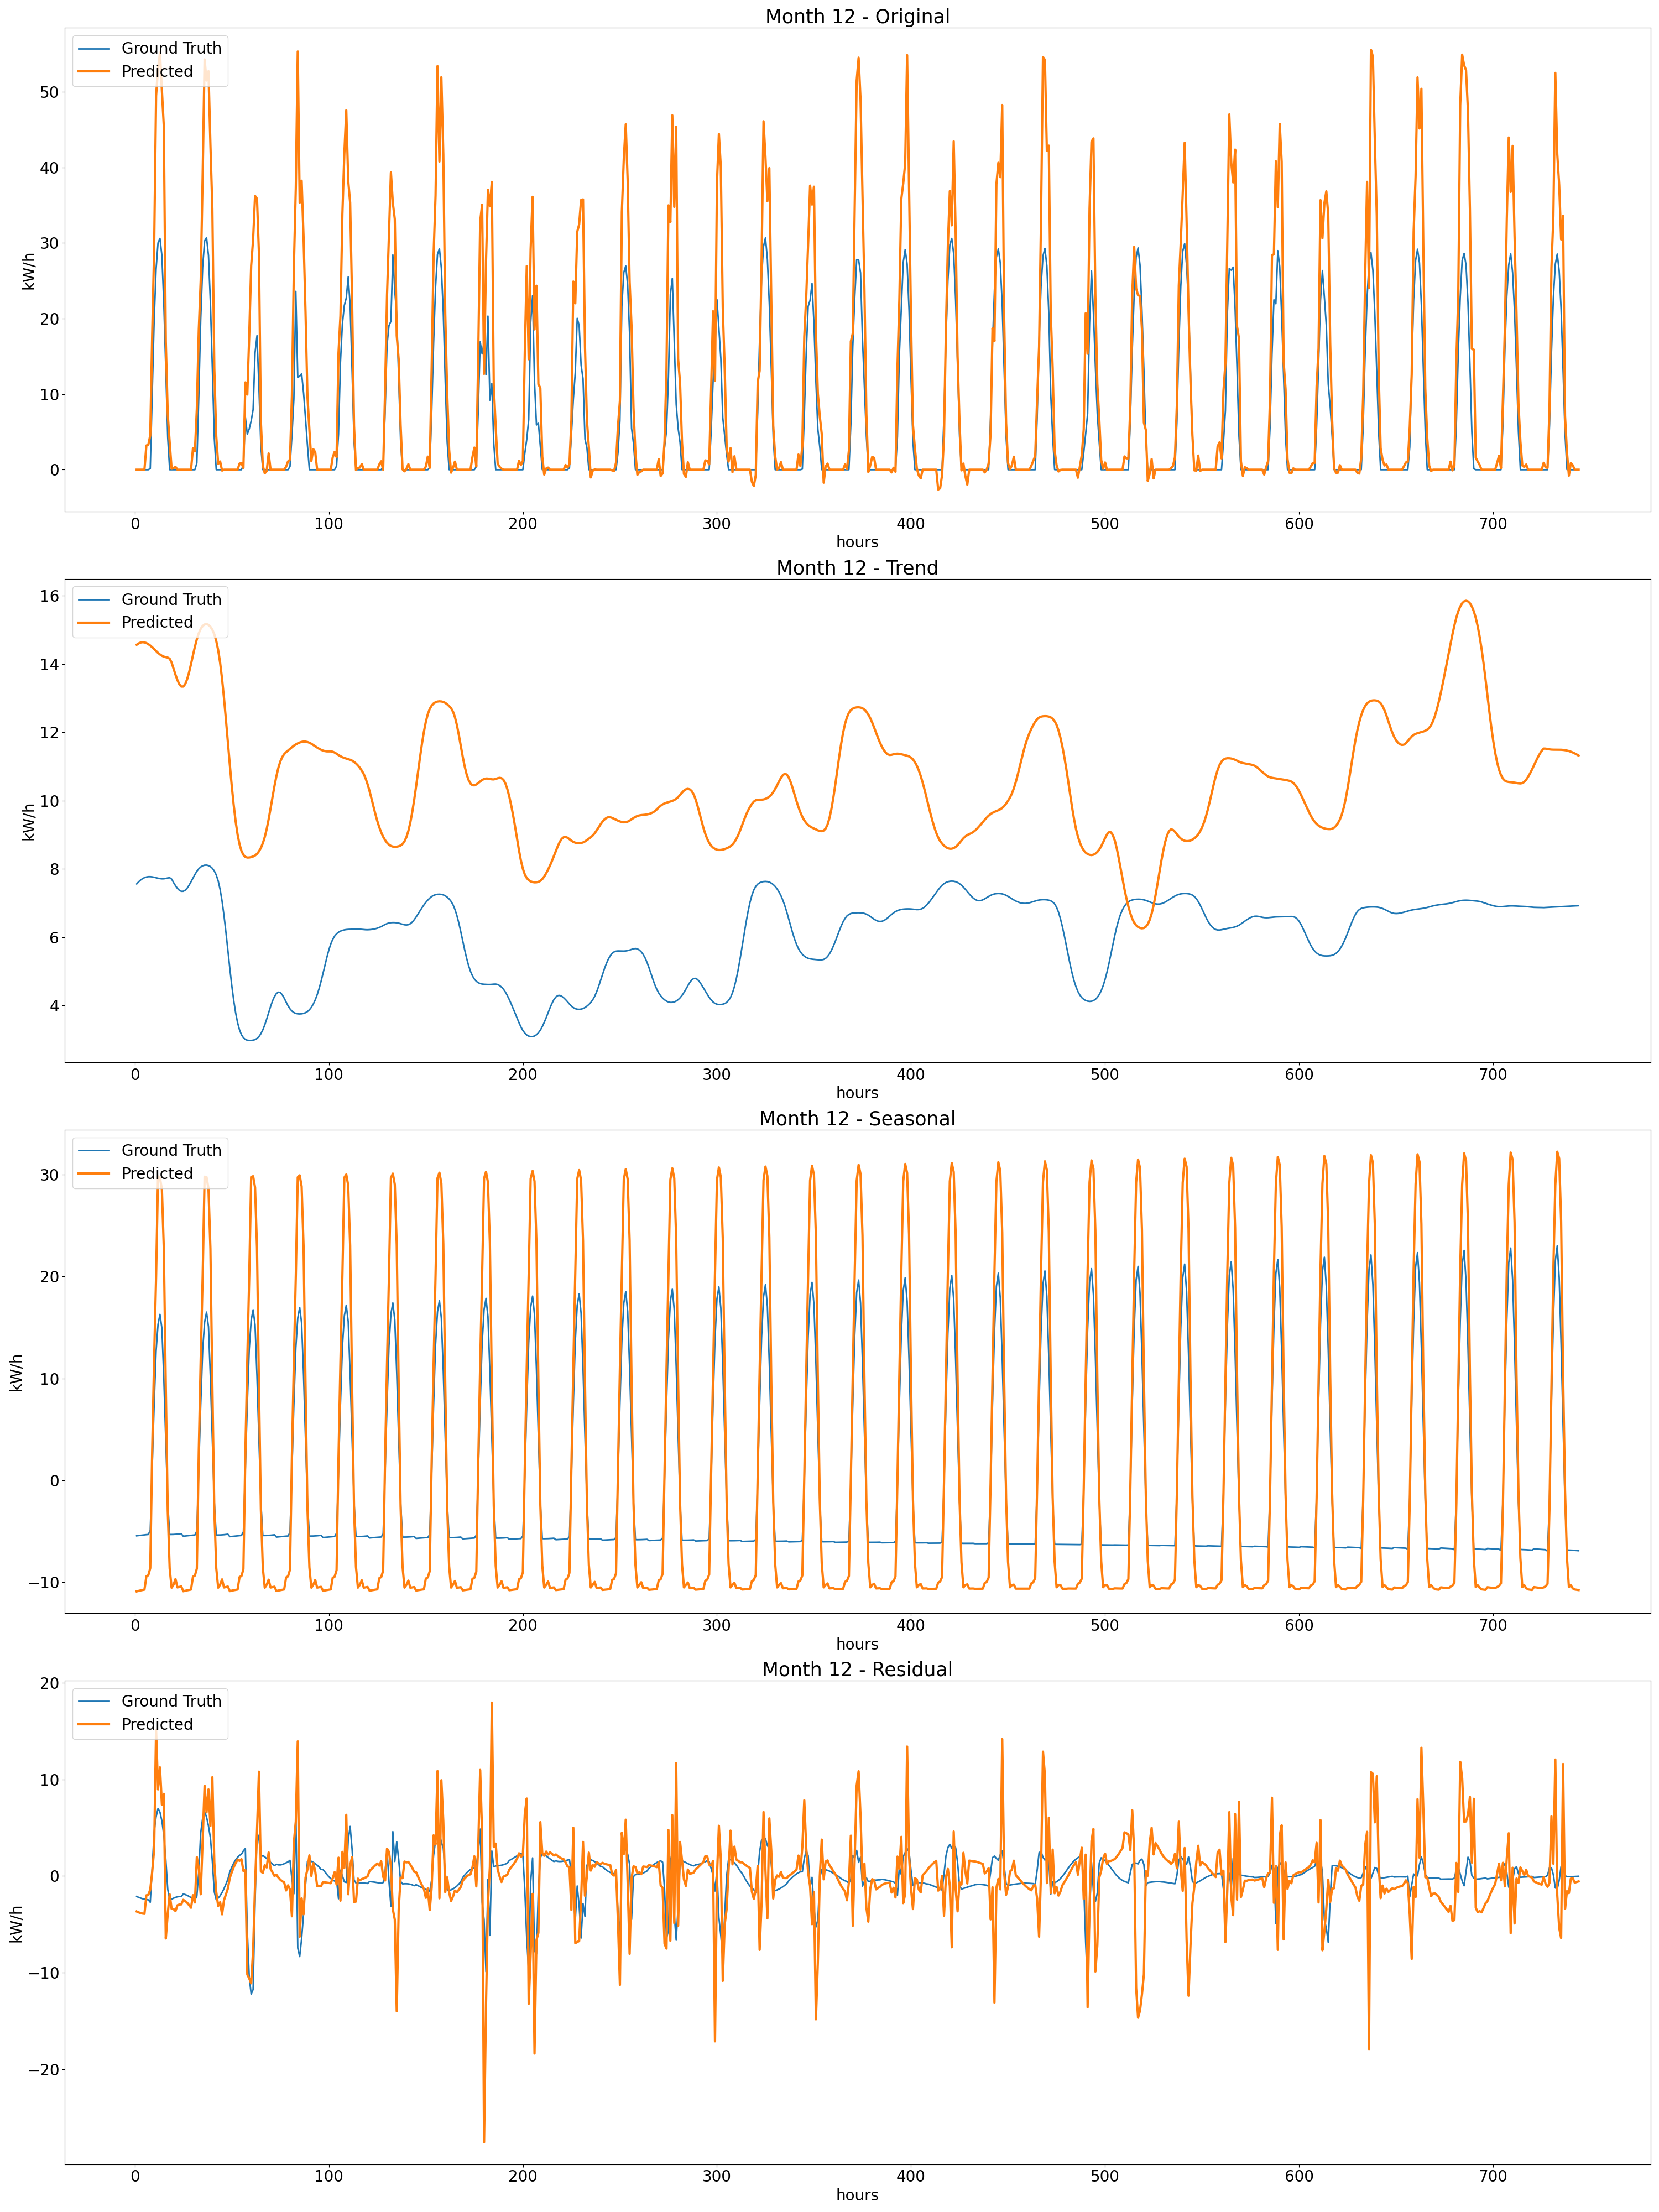 Month 12 - Original
Ground Truth
Predicted
kW/h
50
40
30
20
10
0
0 100 200 300 400 500 600 700
hours
Month 12 - Trend
Ground Truth
Predicted
kW/h
16
14
12
10
8
6
4
0 100 200 300 400 500 600 700
hours
Month 12 - Seasonal
Ground Truth
Predicted
kW/h
30
20
10
0
−10
0 100 200 300 400 500 600 700
hours
Month 12 - Residual
Ground Truth
Predicted
kW/h
20
10
0
−10
−20
0 100 200 300 400 500 600 700
hours